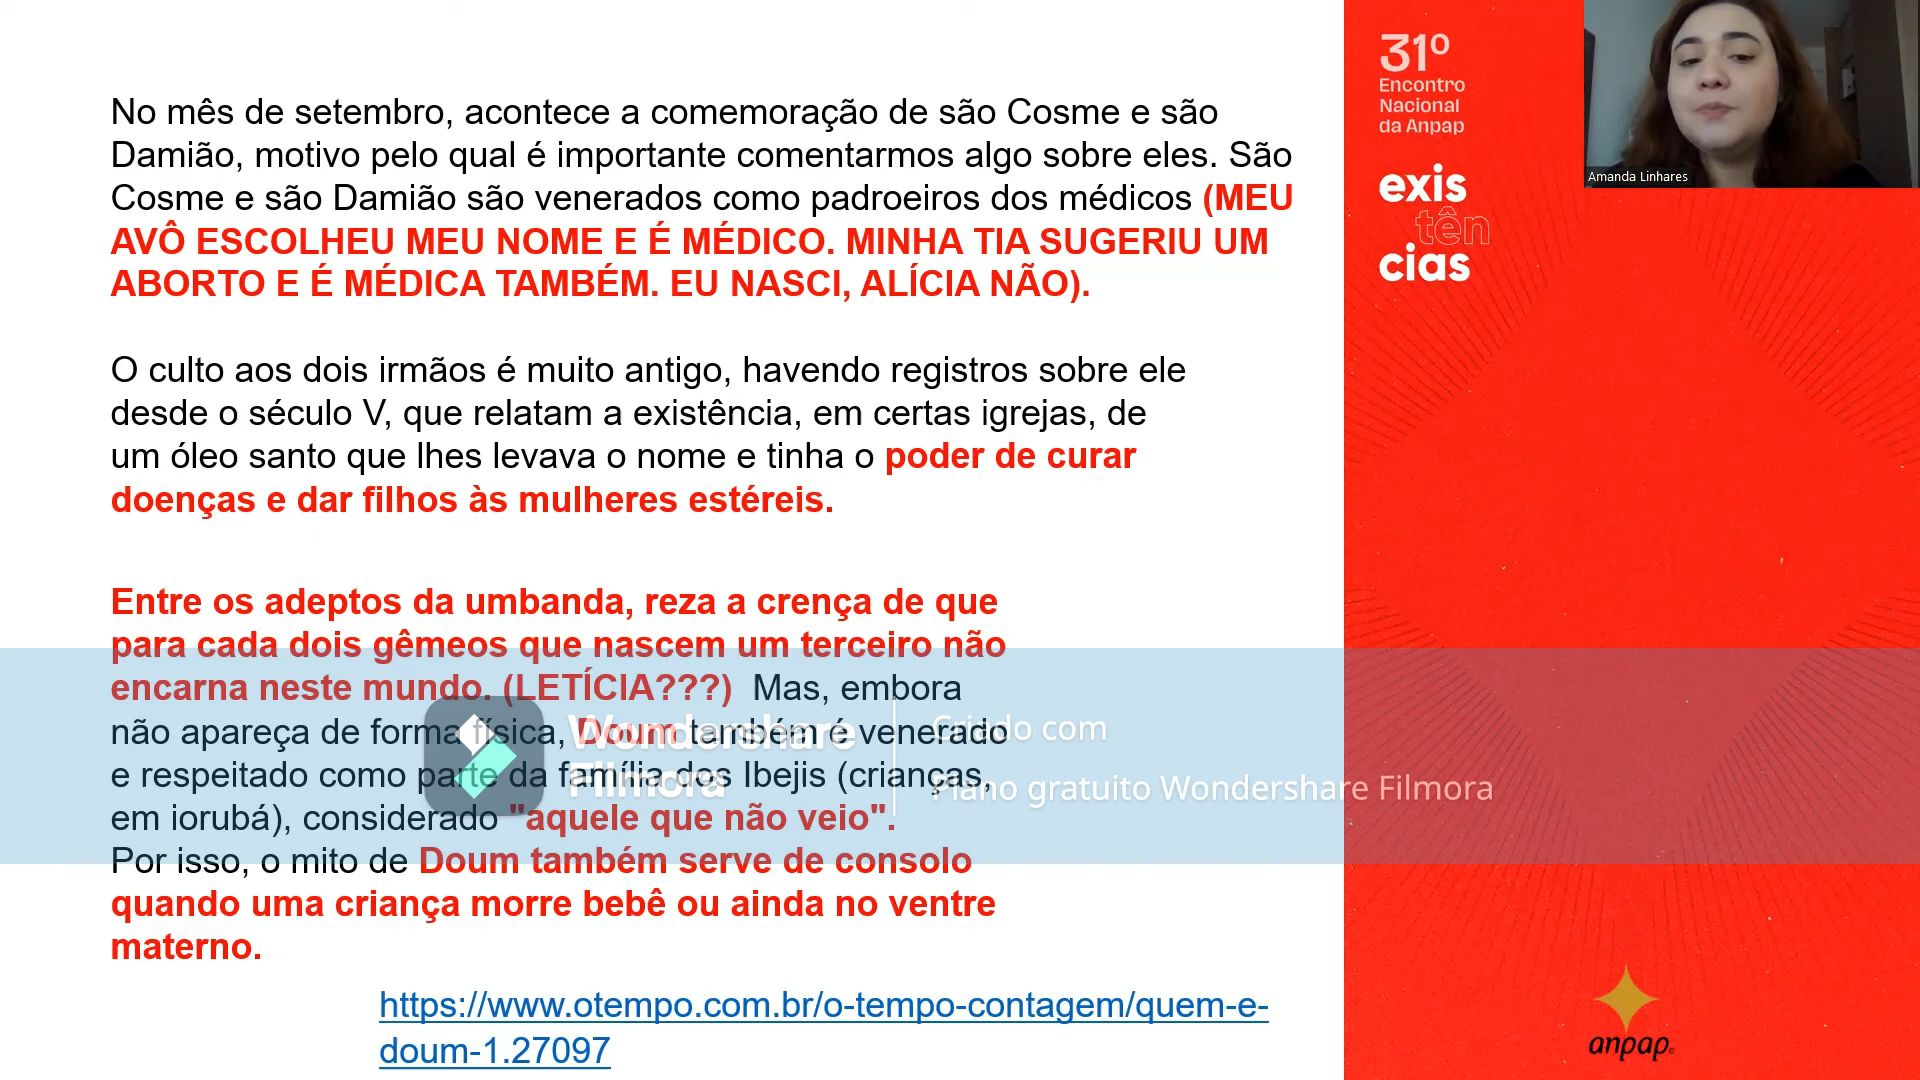 No mês de setembro, acontece a comemoração de são Cosme e são
Damião, motivo pelo qual é importante comentarmos algo sobre eles. São
Cosme e são Damião são venerados como padroeiros dos médicos (MEU
AVÔ ESCOLHEU MEU NOME E É MÉDICO. MINHA TIA SUGERIU UM
ABORTO E É MÉDICA TAMBÉM. EU NASCI, ALÍCIA NÃO).
O culto aos dois irmãos é muito antigo, havendo registros sobre ele
desde o século V, que relatam a existência, em certas igrejas, de
um óleo santo que lhes levava o nome e tinha o poder de curar
doenças e dar filhos às mulheres estéreis.
Entre os adeptos da umbanda, reza a crença de que
para cada dois gêmeos que nascem um terceiro não
encarna neste mundo. (LETÍCIA???) Mas, embora
não apareça de forma física, Doum também é venerado
e respeitado como parte da família dos Ibejis (crianças,
em iorubá), considerado "aquele que não veio".
Por isso, o mito de Doum também serve de consolo
quando uma criança morre bebê ou ainda no ventre
materno.
https://www.otempo.com.br/o-tempo-contagem/quem-e-
doum-1.27097
31º
Encontro
Nacional
da Anpap
exis
tên
cias
Amanda Linhares
Wondershare
Filmora
Criado com
Plano gratuito Wondershare Filmora
anpap